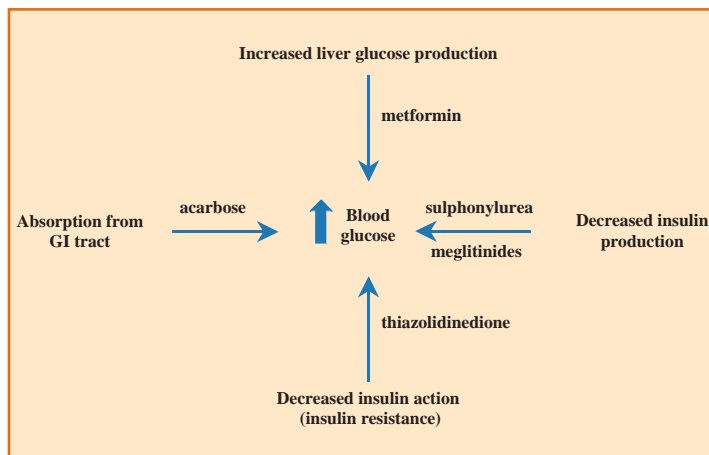 Increased liver glucose production
metformin
Absorption from
GI tract
acarbose
Blood
glucose
sulphonylurea
meglitinides
Decreased insulin
production
thiazolidinedione
Decreased insulin action
(insulin resistance)